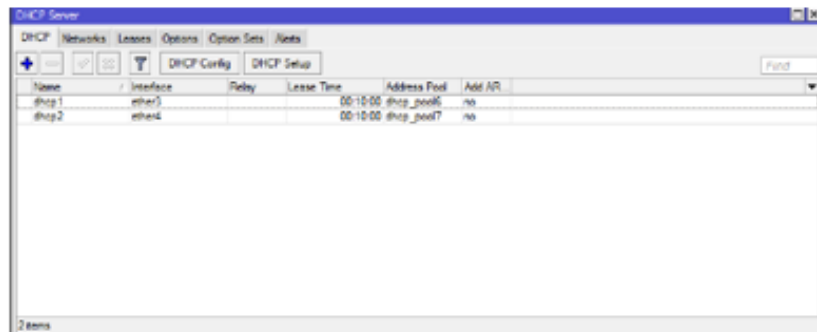 DHCP Server
DHCP Networks Leases Options Option Sets Alerts
DHCP Config DHCP Setup Find
Name Interface Relay Lease Time Address Pool Add AR...
dhcp1 ether3 00:10:00 dhcp_pool6 no
dhcp2 ether4 00:10:00 dhcp_pool7 no
2 items